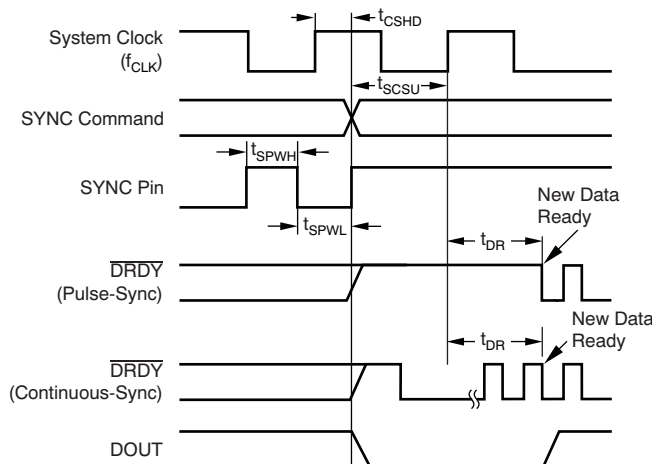 System Clock
(fCLK)
tCSHD
tSCSU
SYNC Command
tSPWH
SYNC Pin
tSPWL
New Data
Ready
tDR
DRDY
(Pulse-Sync)
New Data
Ready
tDR
DRDY
(Continuous-Sync)
DOUT